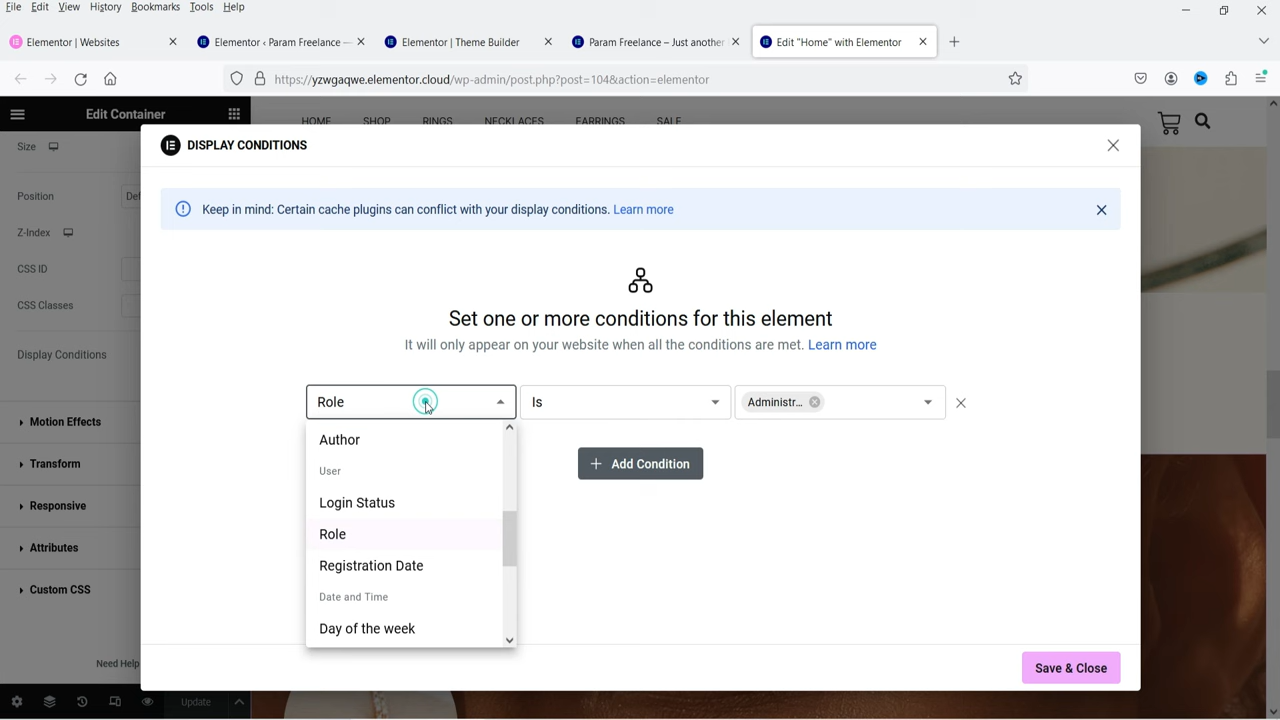 File Edit View History Bookmarks Tools Help
Elementor | Websites
Elementor ‹ Param Freelance —
Elementor | Theme Builder
Param Freelance – Just another
Edit "Home" with Elementor
https://yzwgaqwe.elementor.cloud/wp-admin/post.php?post=104&action=elementor
Edit Container
HOME SHOP RINGS NECKLACES EARRINGS SALE
Size
Position
Def
Z-Index
CSS ID
CSS Classes
Display Conditions
Motion Effects
Transform
Responsive
Attributes
Custom CSS
Need Help
Update
DISPLAY CONDITIONS
Keep in mind: Certain cache plugins can conflict with your display conditions. Learn more
Set one or more conditions for this element
It will only appear on your website when all the conditions are met. Learn more
Role
Is
Administr...
Author
User
Login Status
Role
Registration Date
Date and Time
Day of the week
+ Add Condition
Save & Close